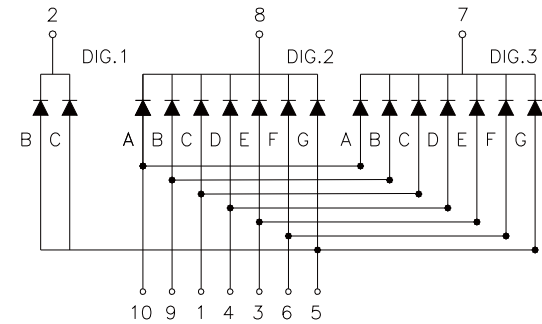 2 8 7
DIG.1 DIG.2 DIG.3
B C A B C D E F G A B C D E F G
10 9 1 4 3 6 5